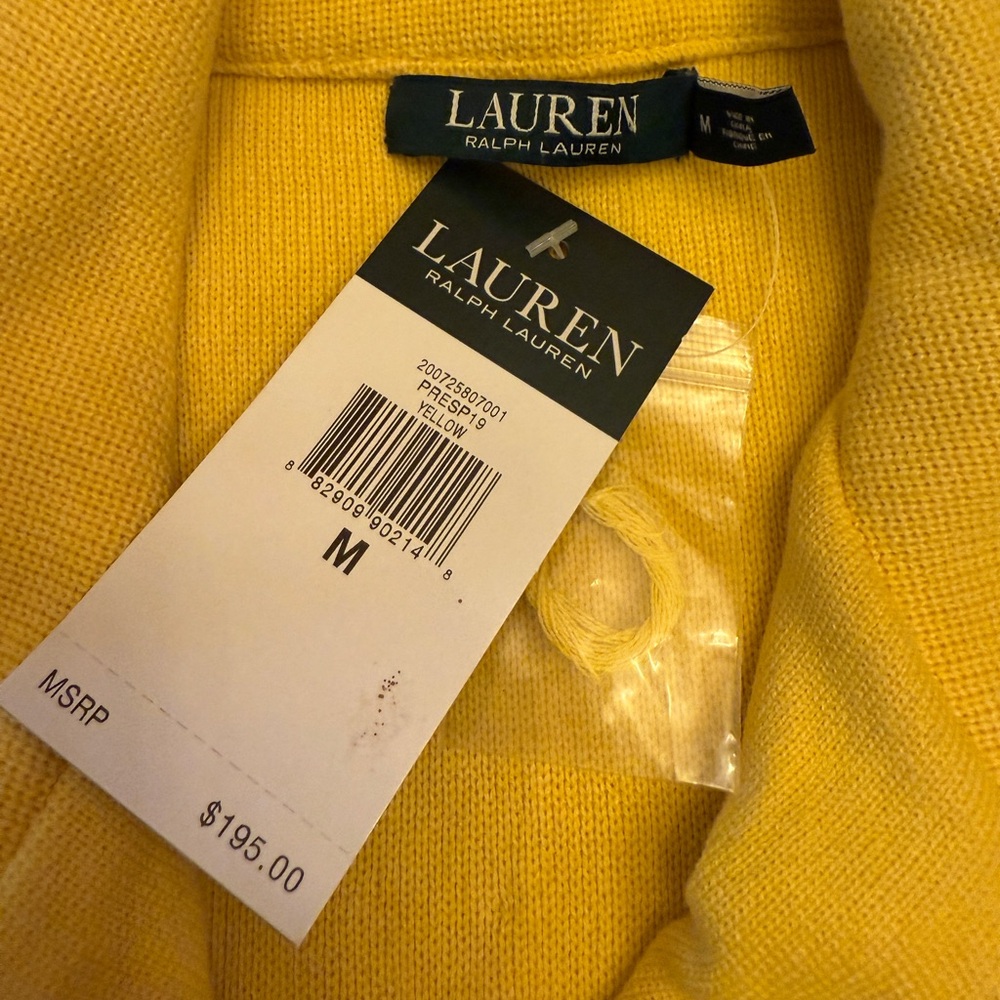 LAUREN
RALPH LAUREN
M
LAUREN
RALPH LAUREN
200725807001
PRESP19
YELLOW
8 82909 90214 8
M
MSRP
$195.00